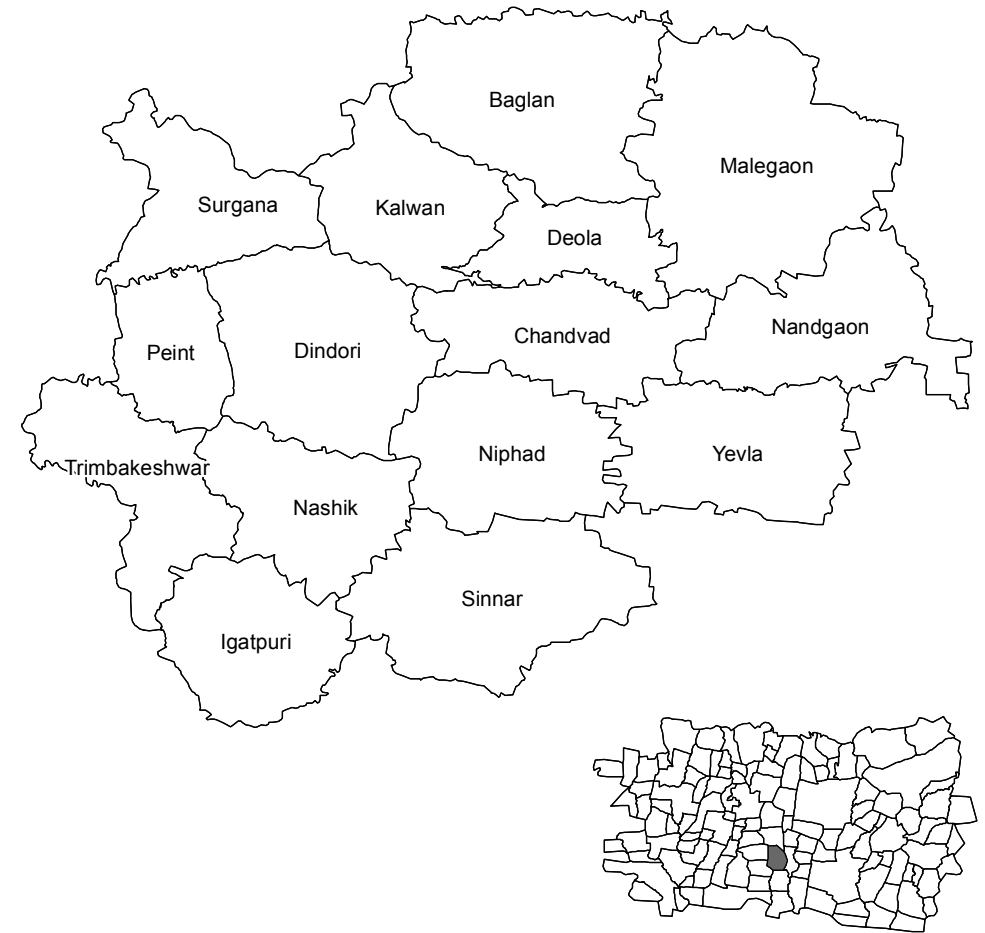 Baglan
Malegaon
Surgana
Kalwan
Deola
Nandgaon
Chandvad
Peint
Dindori
Niphad
Yevla
Trimbakeshwar
Nashik
Sinnar
Igatpuri